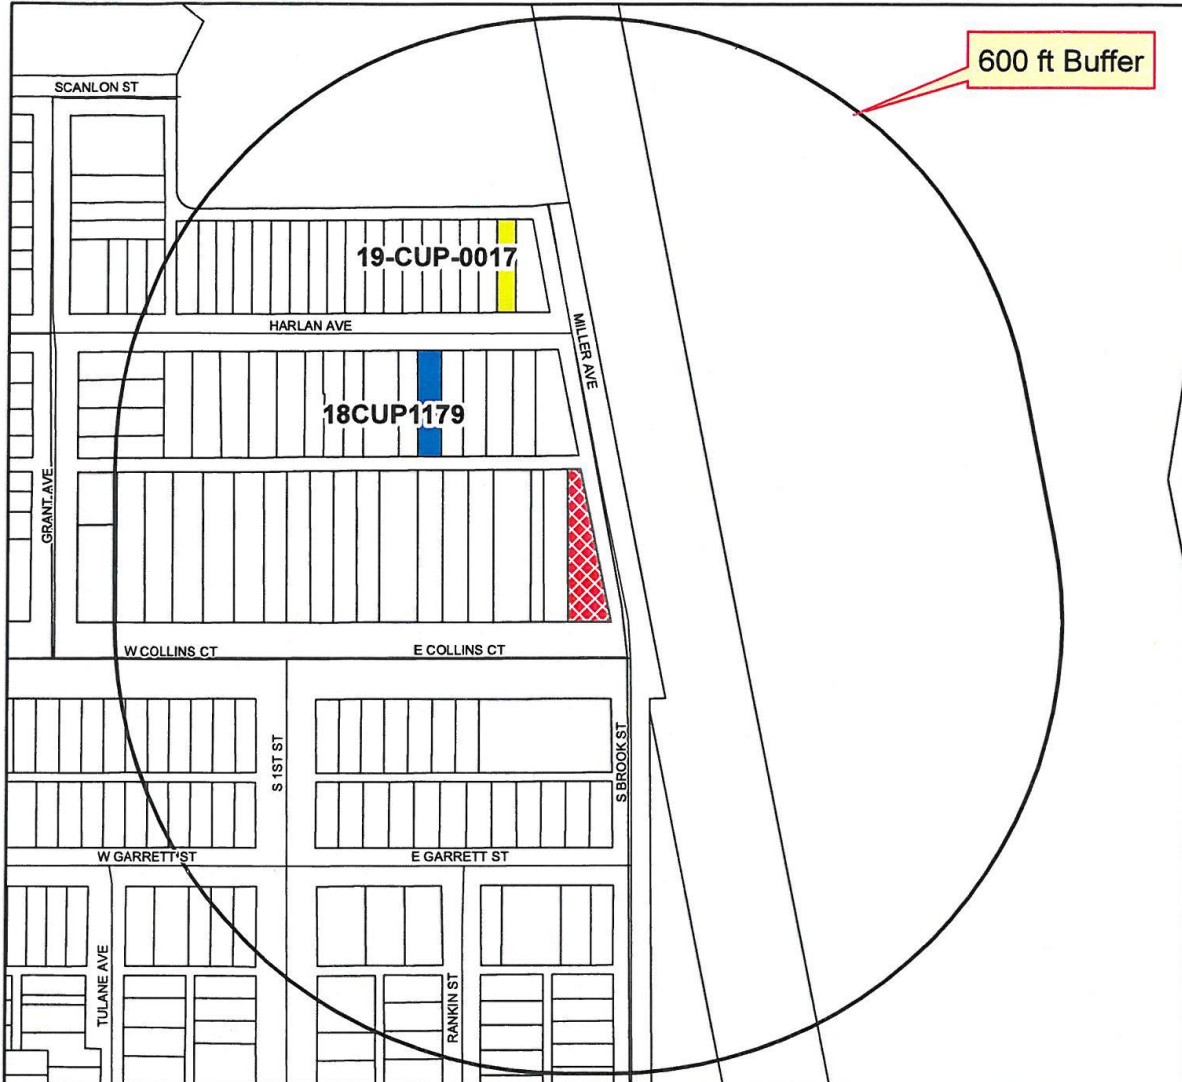 600 ft Buffer
SCANLON ST
19-CUP-0017
HARLAN AVE
MILLER AVE
18CUP1179
GRANT AVE
W COLLINS CT
E COLLINS CT
S 1ST ST
S BROOK ST
W GARRETT ST
E GARRETT ST
TULANE AVE
RANKIN ST